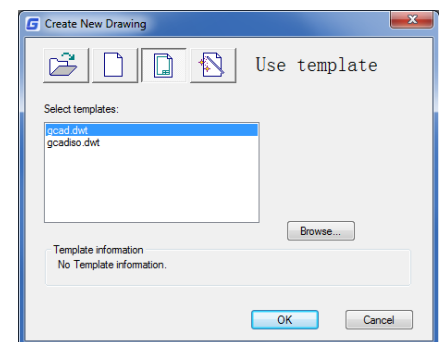 Create New Drawing
Use template
Select templates:
gcad.dwt
gcadiso.dwt
Browse...
Template information
No Template information.
OK Cancel